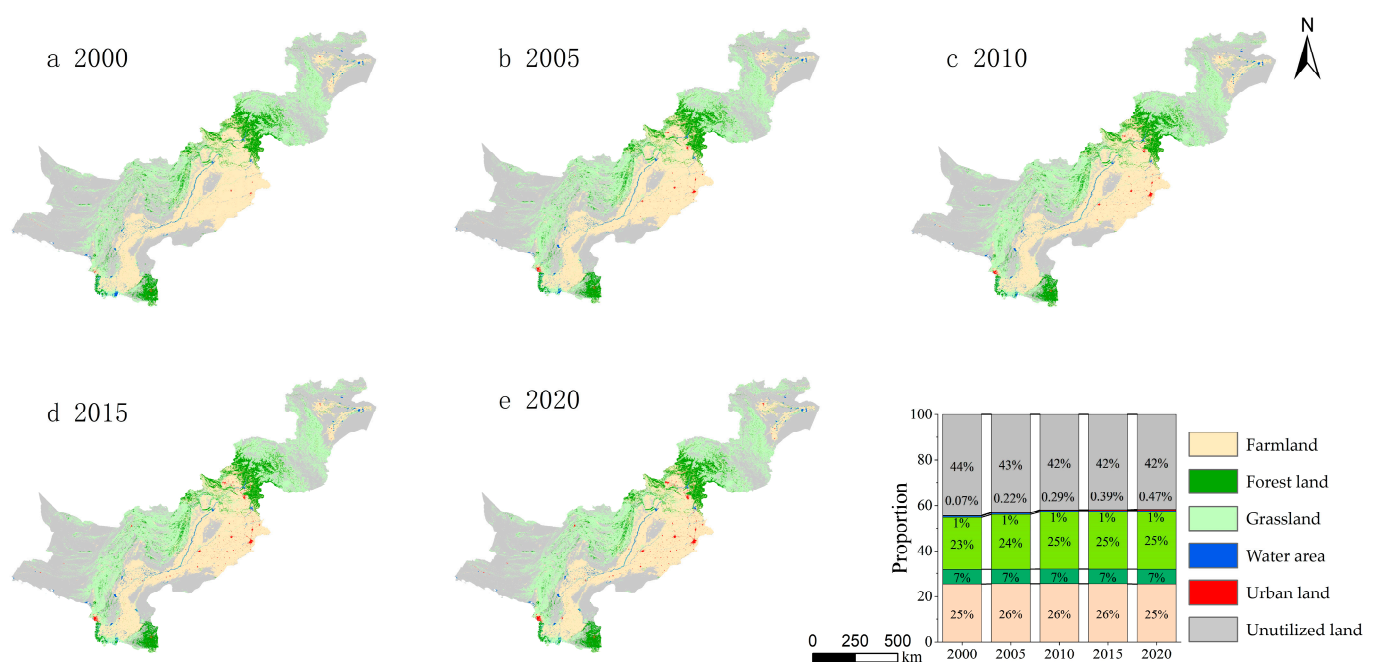 a 2000
b 2005
c 2010
N
d 2015
e 2020
Proportion
100
80
60
40
20
0
44% 43% 42% 42% 42%
0.07% 0.22% 0.29% 0.39% 0.47%
1% 1% 1% 1% 1%
23% 24% 25% 25% 25%
7% 7% 7% 7% 7%
25% 26% 26% 26% 25%
2000 2005 2010 2015 2020
Farmland
Forest land
Grassland
Water area
Urban land
Unutilized land
0 250 500
km